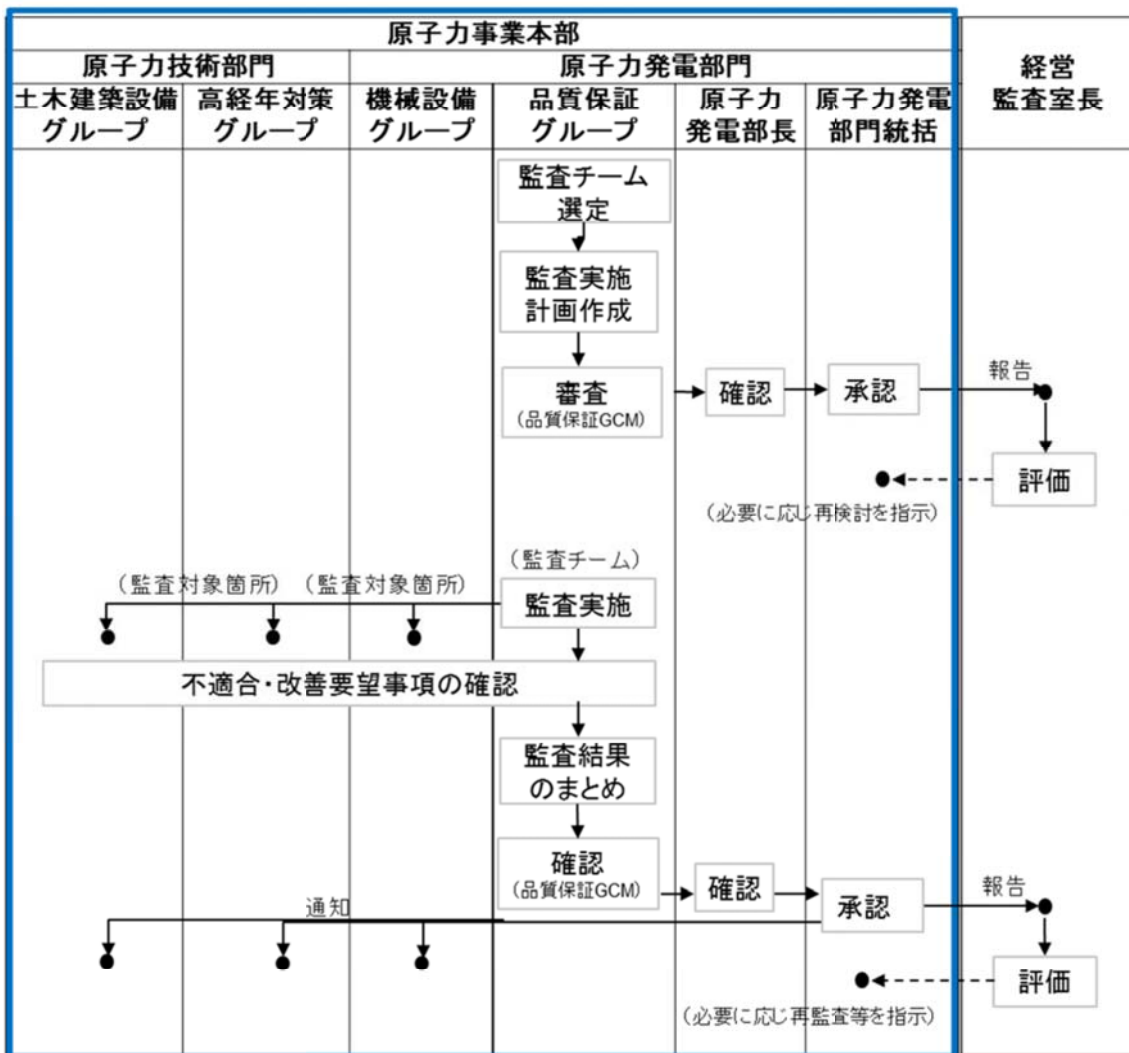 原子力事業本部
原子力技術部門
原子力発電部門
経営
監査室長
土木建築設備
グループ
高経年対策
グループ
機械設備
グループ
品質保証
グループ
原子力
発電部長
原子力発電
部門統括
監査チーム
選定
監査実施
計画作成
審査
(品質保証GCM)
確認
承認
報告
評価
(必要に応じ再検討を指示)
(監査チーム)
(監査対象箇所)
(監査対象箇所)
監査実施
不適合・改善要望事項の確認
監査結果
のまとめ
確認
(品質保証GCM)
確認
承認
報告
通知
評価
(必要に応じ再監査等を指示)